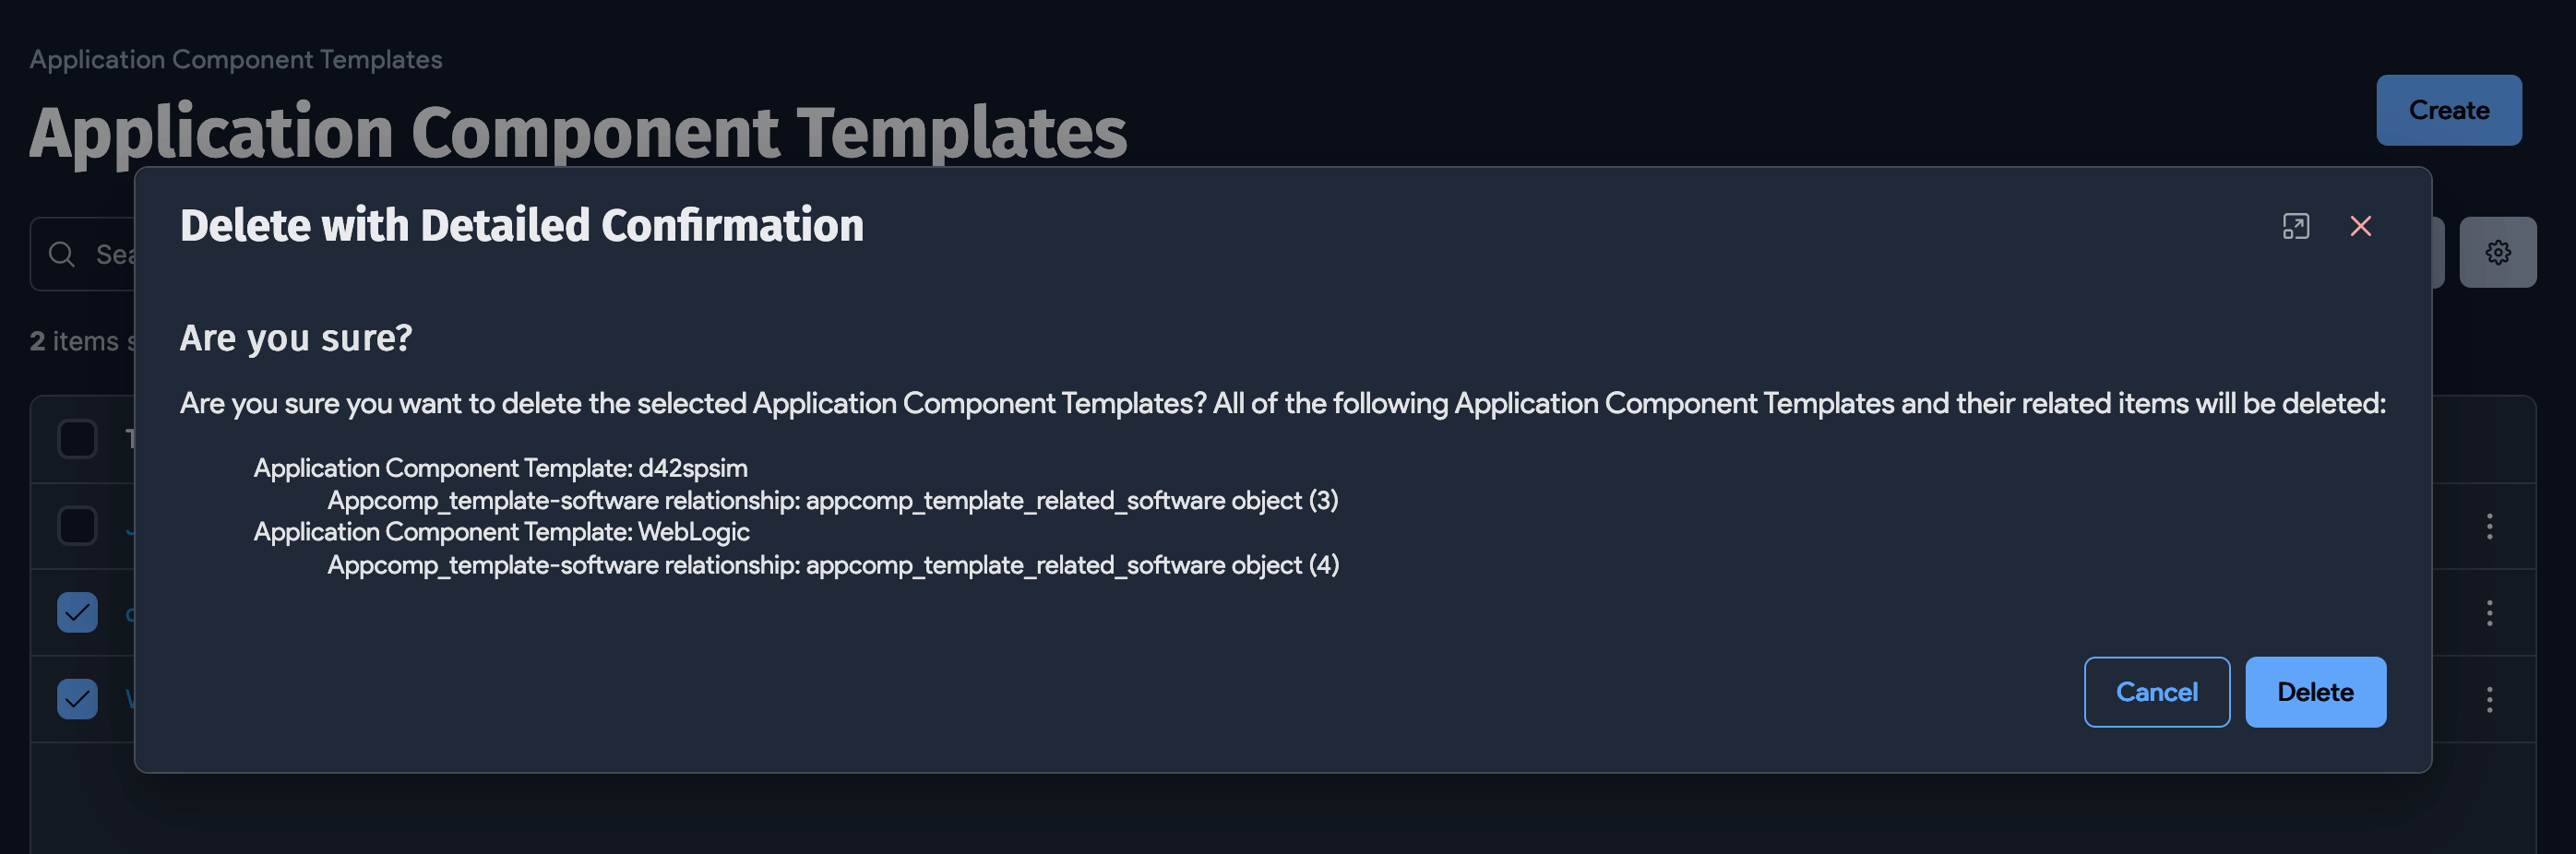 Application Component Templates
Application Component Templates
Create
Delete with Detailed Confirmation
2 items
Are you sure?
Are you sure you want to delete the selected Application Component Templates? All of the following Application Component Templates and their related items will be deleted:
Application Component Template: d42spsim
Appcomp_template-software relationship: appcomp_template_related_software object (3)
Application Component Template: WebLogic
Appcomp_template-software relationship: appcomp_template_related_software object (4)
Cancel
Delete